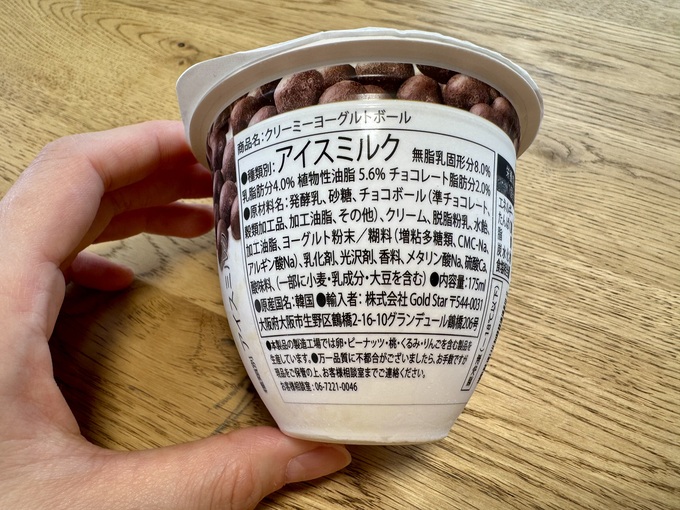 商品名:クリーミーヨーグルトボール
●種類別:アイスミルク 無脂乳固形分8.0%
乳脂肪分4.0% 植物性油脂 5.6% チョコレート脂肪分2.0%
●原材料名:発酵乳、砂糖、チョコボール(準チョコレート、
穀類加工品、加工油脂、その他)、クリーム、脱脂粉乳、水飴、
加工油脂、ヨーグルト粉末/糊料(増粘多糖類、CMC-Na、
アルギン酸Na)、乳化剤、光沢剤、香料、メタリン酸Na、硫酸Ca、
酸味料、(一部に小麦・乳成分・大豆を含む) ●内容量:175ml
●原産国名:韓国 ●輸入者:株式会社 Gold Star 〒544-0031
大阪府大阪市生野区鶴橋2-16-10グランデュール鶴橋206号
●本製品の製造工場では卵・ピーナッツ・桃・くるみ・りんごを含む製品を
生産しています。●万一品質に不都合がございましたら、お手数ですが
現品をご保管の上、お客様相談室までご連絡ください。
お客様相談室:06-7221-0046
アイスミ